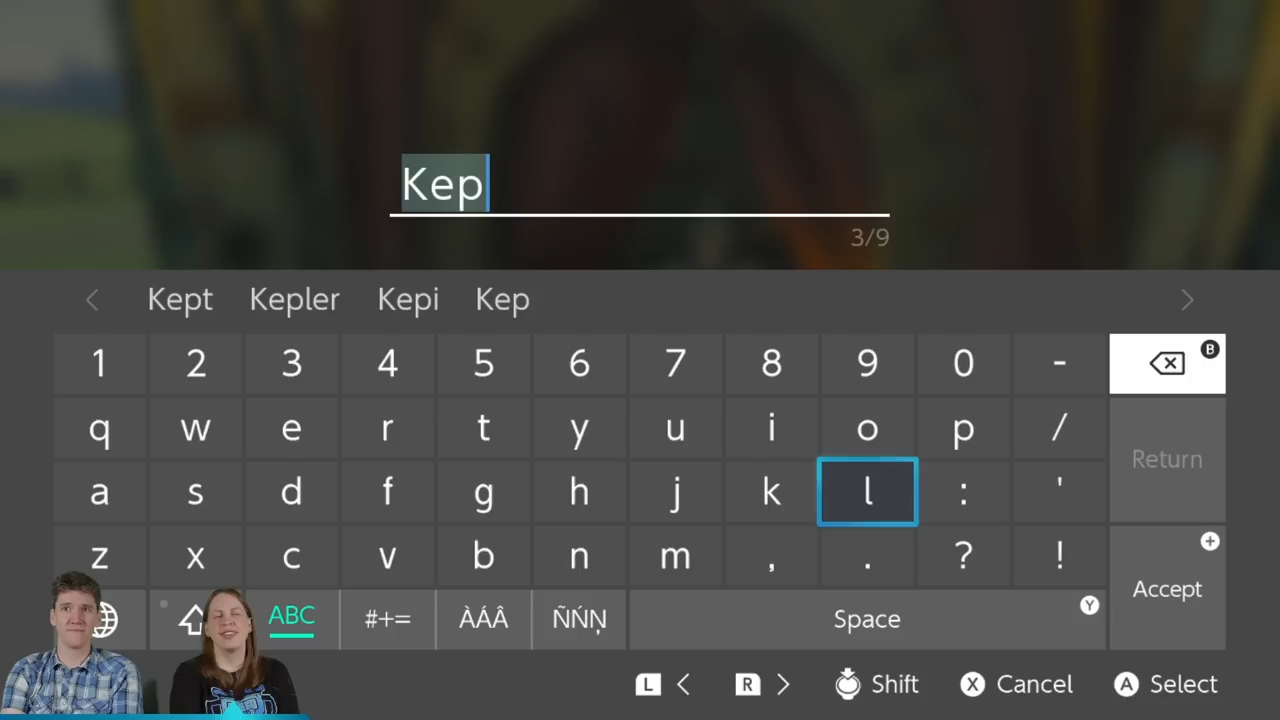 Kep
3/9
Kept Kepler Kepi Kep
1 2 3 4 5 6 7 8 9 0 - B
q w e r t y u i o p /
Return
a s d f g h j k l : '
z x c v b n m , . ? ! +
Accept
ABC #+= ÀÁÂ ÑŃŅ Space Y
L R Shift X Cancel A Select